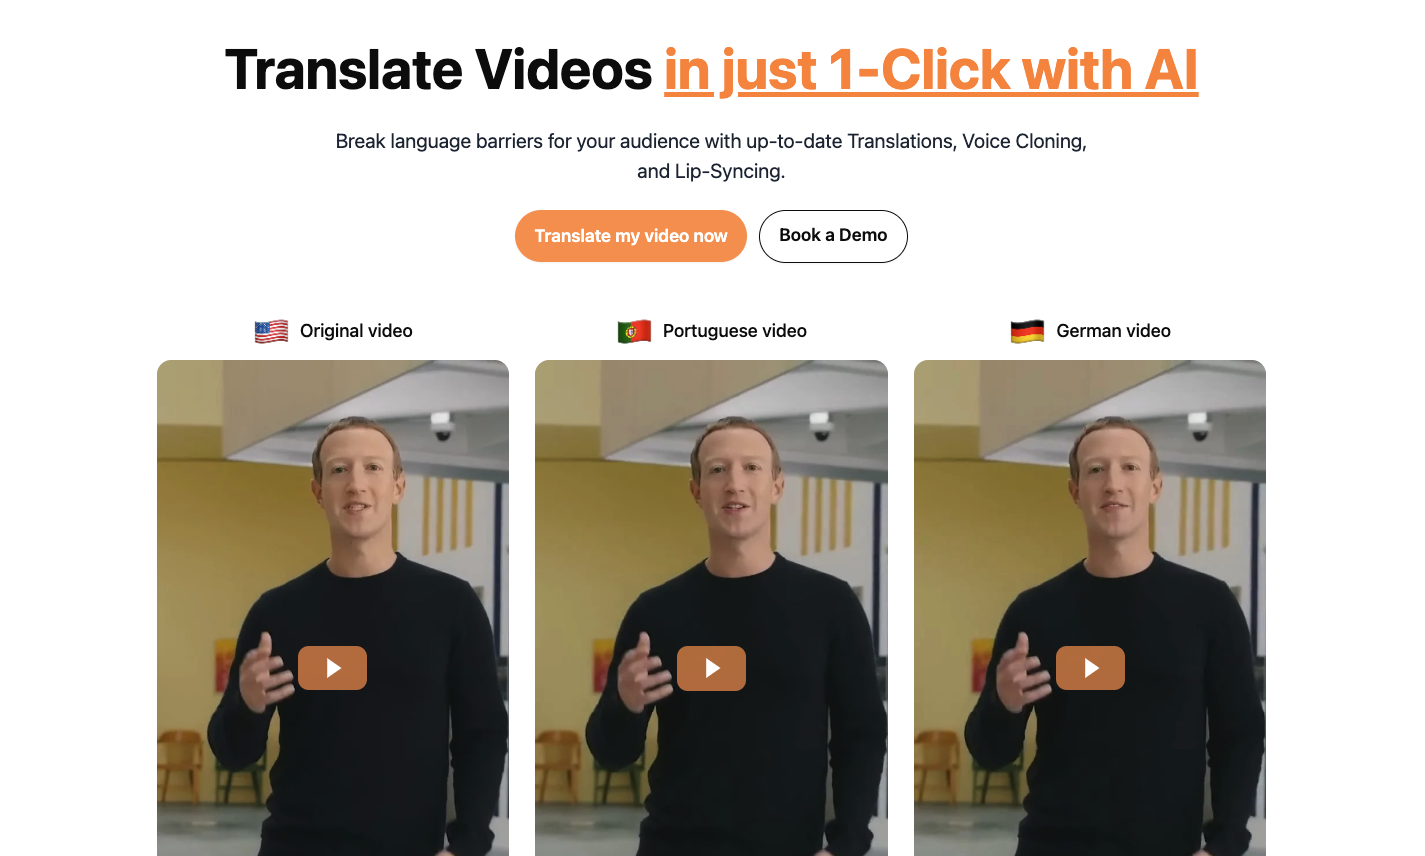 Translate Videos in just 1-Click with AI
Break language barriers for your audience with up-to-date Translations, Voice Cloning,
and Lip-Syncing.
Translate my video now
Book a Demo
Original video
Portuguese video
German video